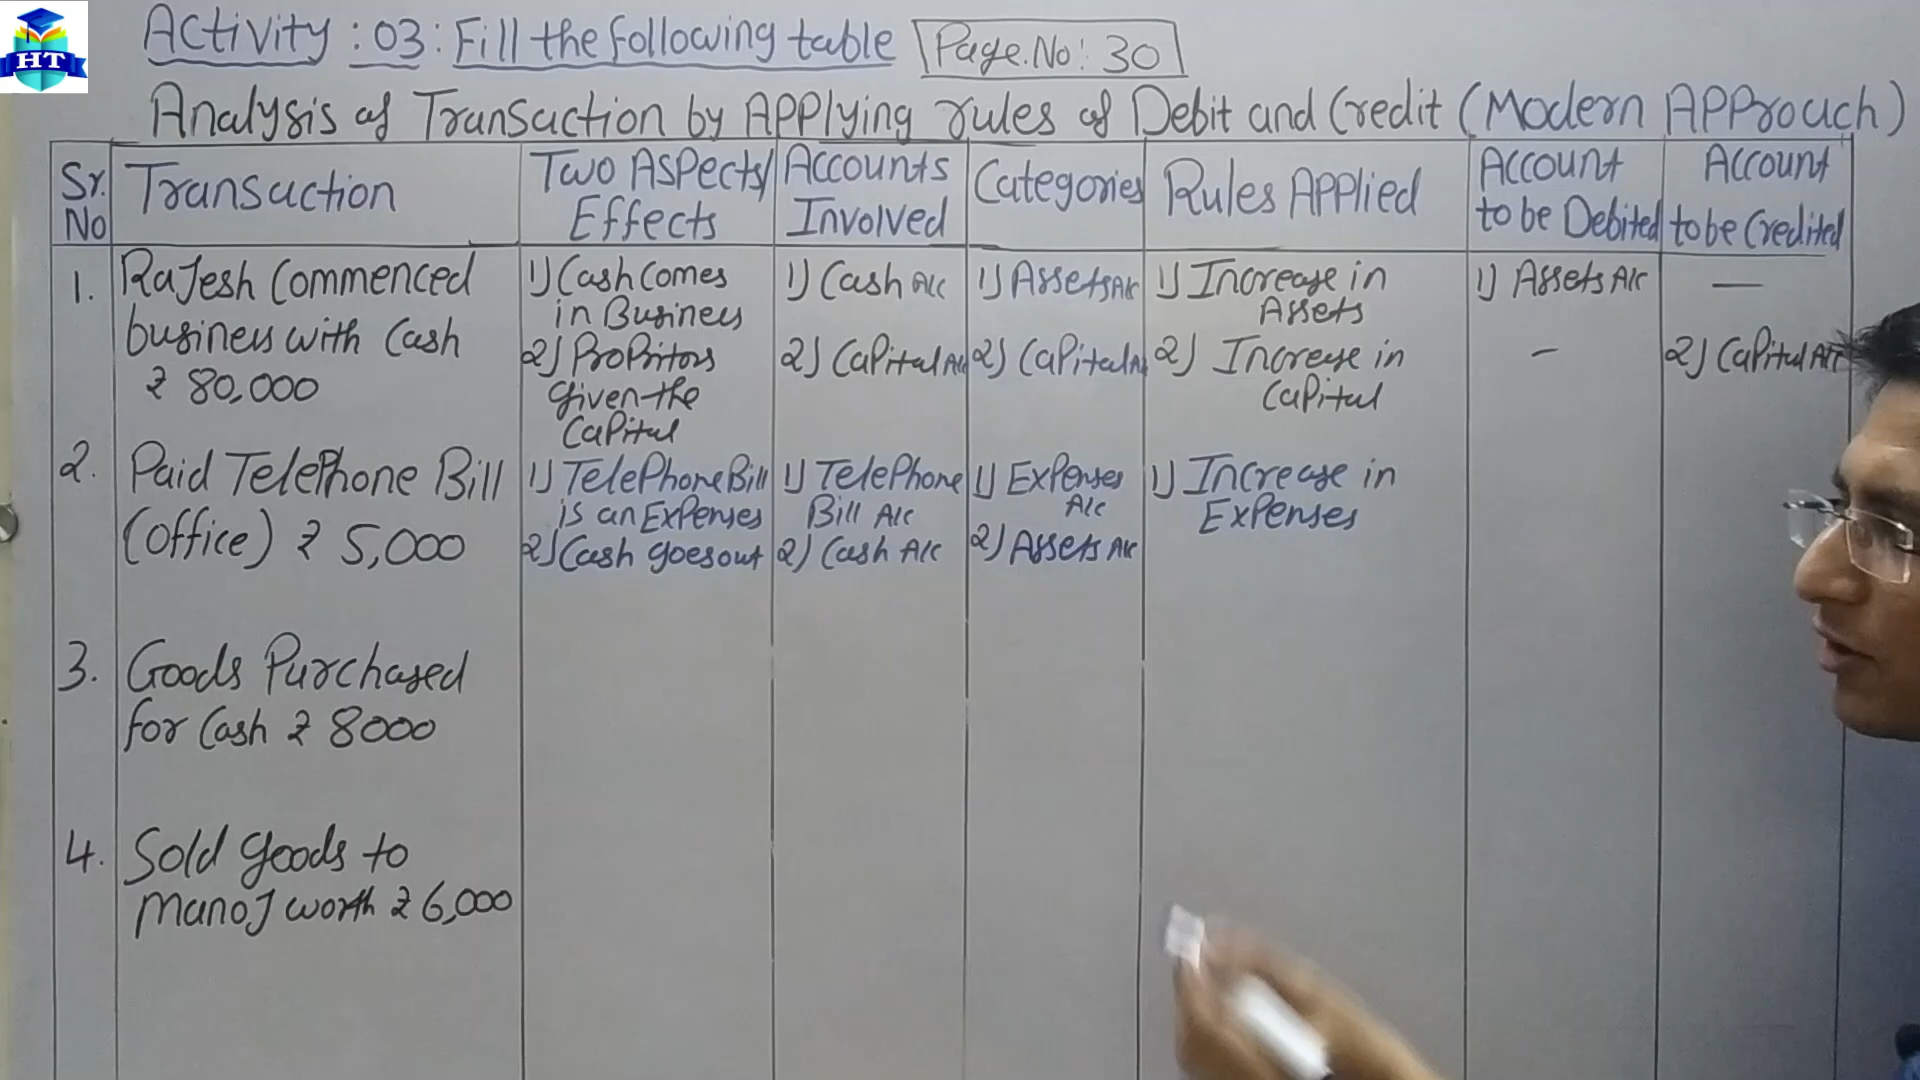 HT
Activity : 03 : Fill the following table Page.No: 30
Analysis of Transaction by Applying rules of Debit and Credit (Modern Approach)
Sr. No
Transaction
Two Aspects/ Effects
Accounts Involved
Categories
Rules Applied
Account to be Debited
Account to be Credited
1.
Rajesh Commenced
business with Cash
₹ 80,000
1) Cash Comes
in Business
2) Propritors
given the
Capital
1) Cash A/c
2) Capital A/c
1) Assets A/c
2) Capital A/c
1) Increase in
Assets
2) Increase in
Capital
1) Assets A/c
-
—
2) Capital A/c
2.
Paid Telephone Bill
(office) ₹ 5,000
1) Telephone Bill
is an Expenses
2) Cash goes out
1) Telephone
Bill A/c
2) Cash A/c
1) Expenses
A/c
2) Assets A/c
1) Increase in
Expenses
3.
Goods Purchased
for Cash ₹ 8000
4.
Sold goods to
Manoj worth ₹ 6,000